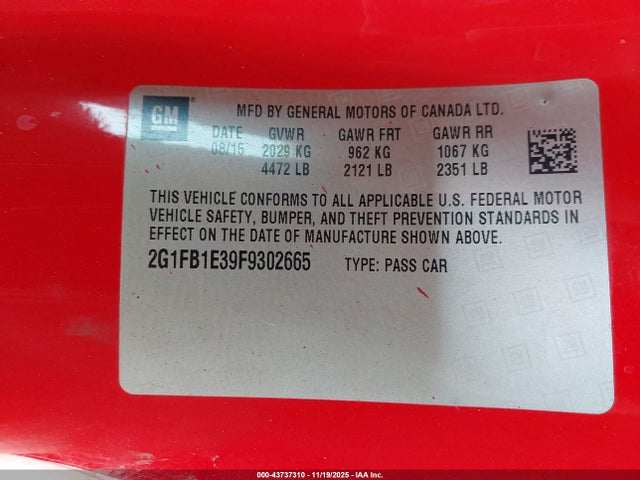 GM®
MFD BY GENERAL MOTORS OF CANADA LTD.
DATE GVWR GAWR FRT GAWR RR
08/15 2029 KG 962 KG 1067 KG
4472 LB 2121 LB 2351 LB
THIS VEHICLE CONFORMS TO ALL APPLICABLE U.S. FEDERAL MOTOR
VEHICLE SAFETY, BUMPER, AND THEFT PREVENTION STANDARDS IN
EFFECT ON THE DATE OF MANUFACTURE SHOWN ABOVE.
2G1FB1E39F9302665 TYPE: PASS CAR
000-43737310 - 11/19/2025 - IAA Inc.